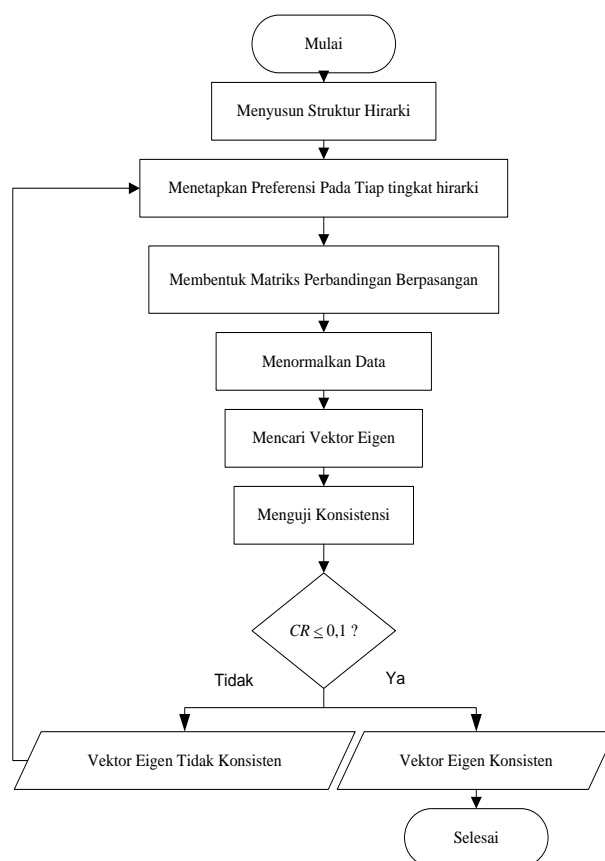 Mulai
Menyusun Struktur Hirarki
Menetapkan Preferensi Pada Tiap tingkat hirarki
Membentuk Matriks Perbandingan Berpasangan
Menormalkan Data
Mencari Vektor Eigen
Menguji Konsistensi
CR ≤ 0,1 ?
Tidak
Ya
Vektor Eigen Tidak Konsisten
Vektor Eigen Konsisten
Selesai